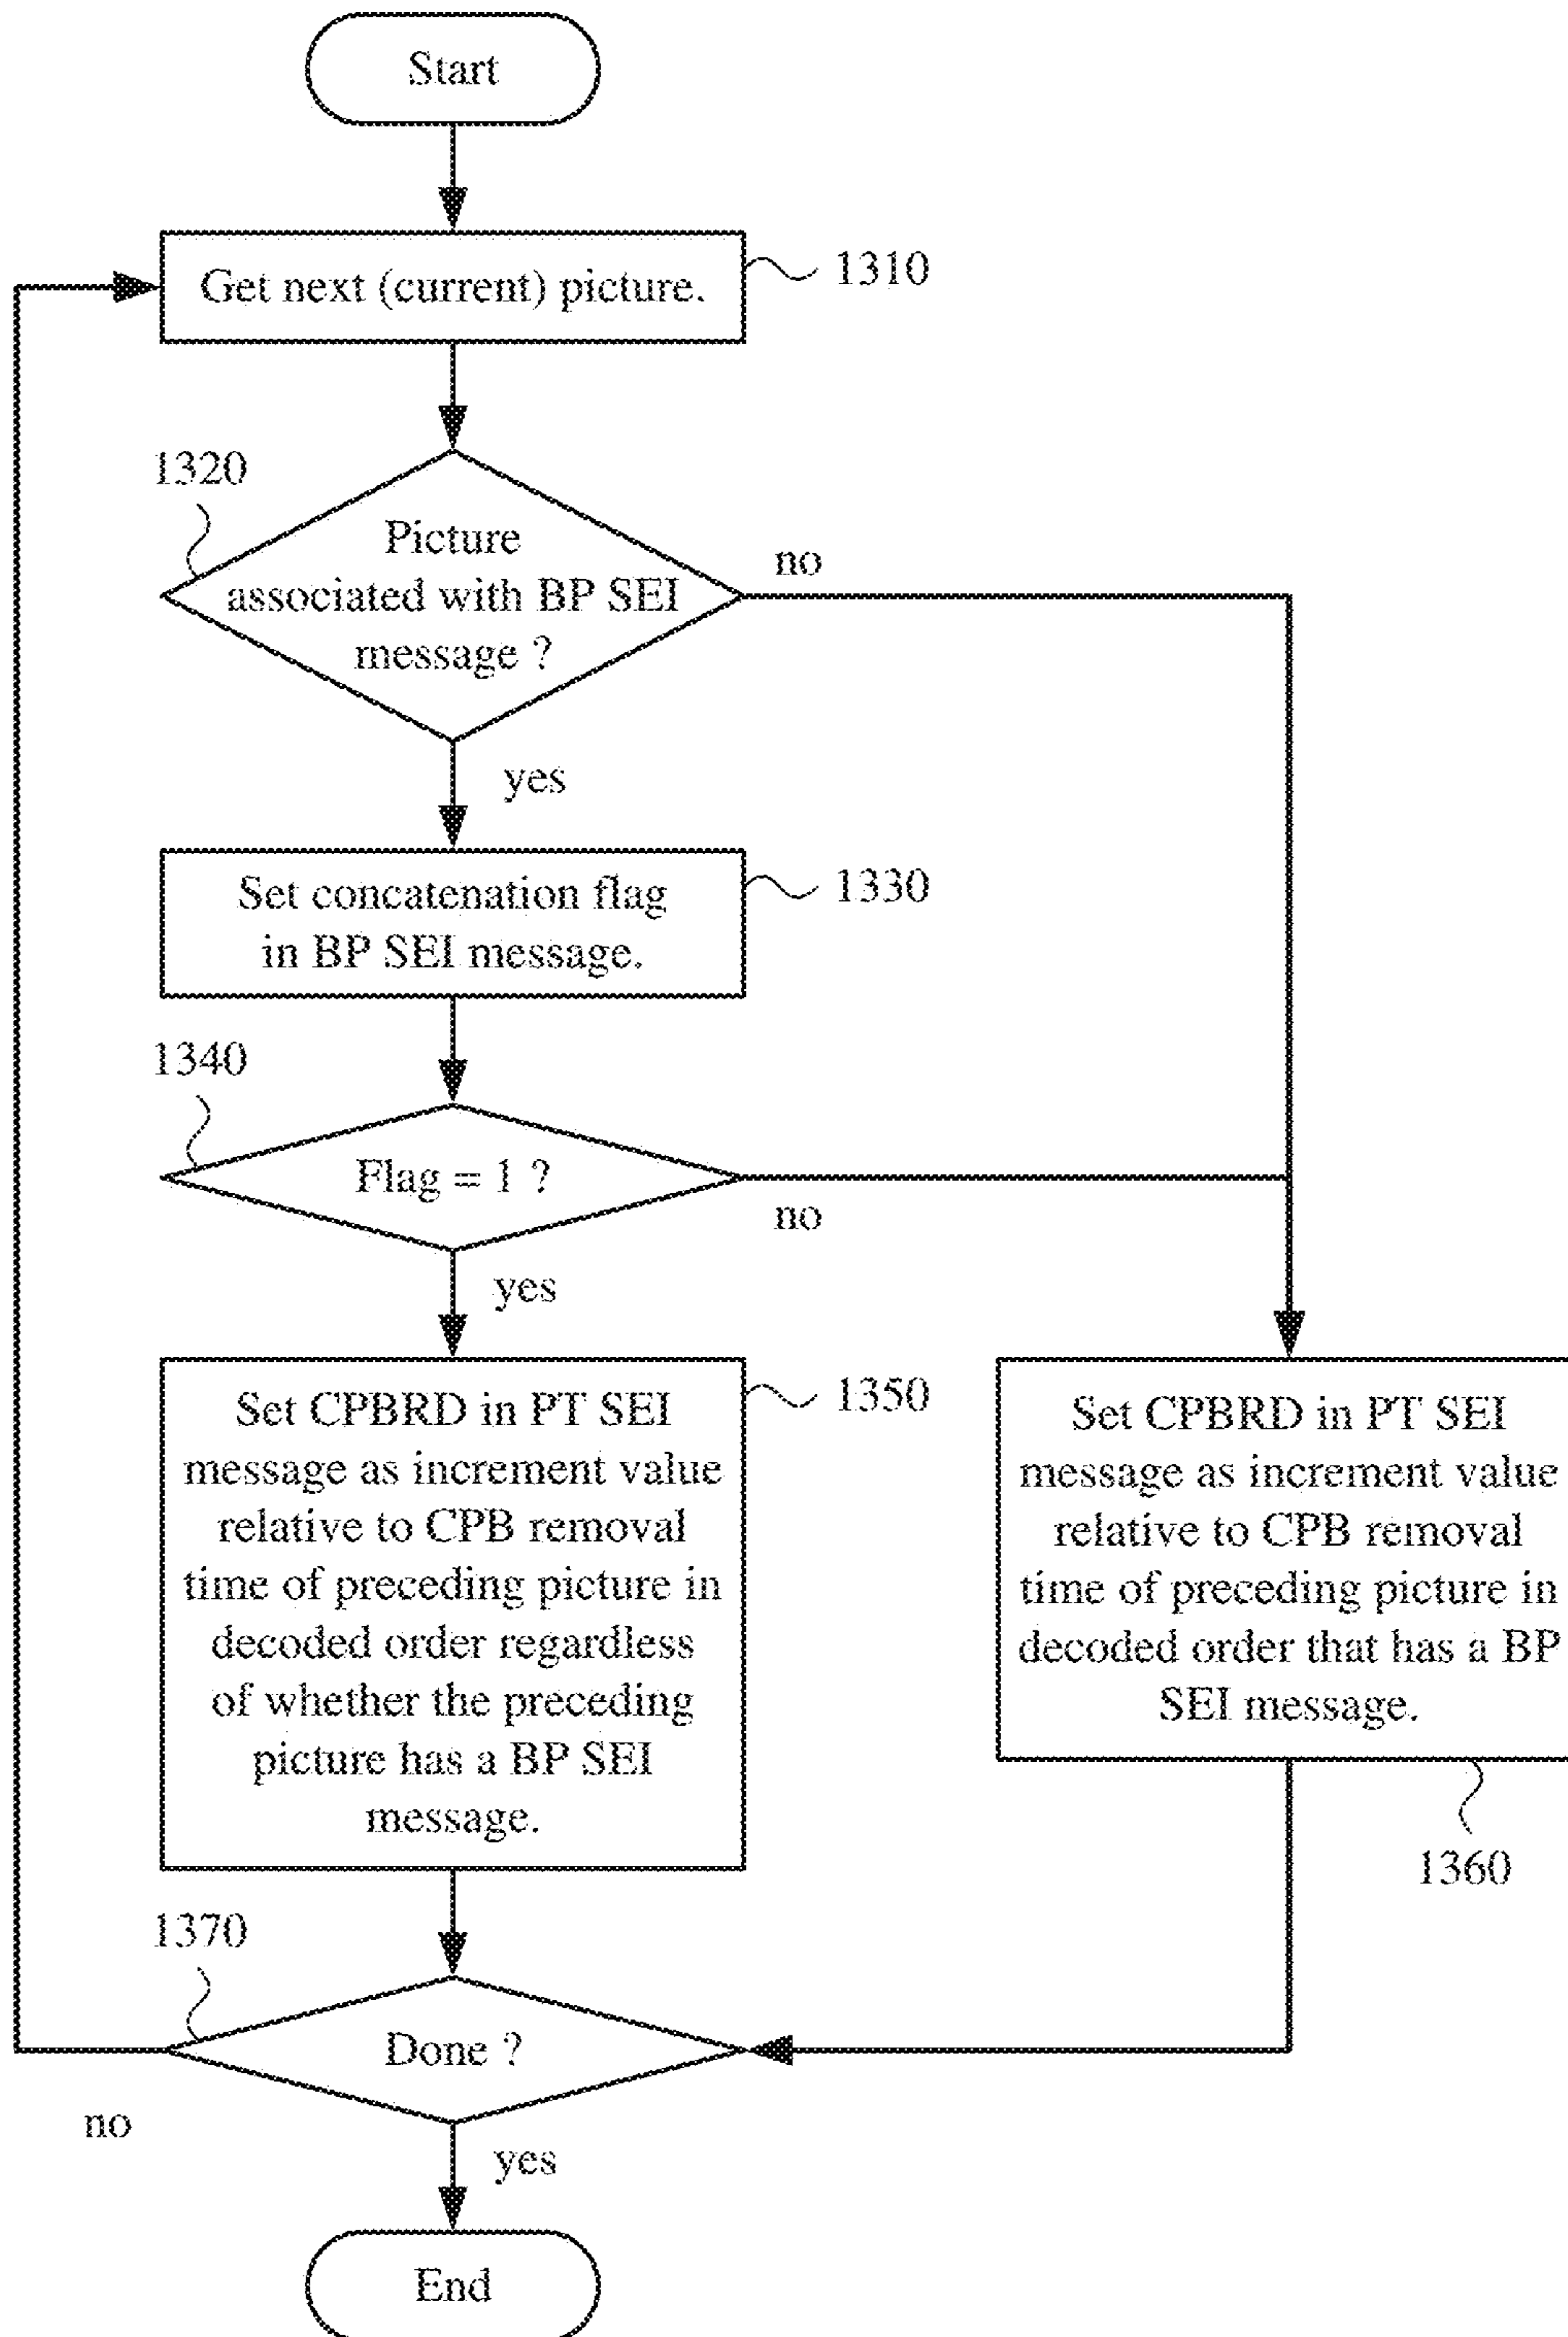 Start
Get next (current) picture.
1310
1320
Picture
associated with BP SEI
message ?
no
yes
Set concatenation flag
in BP SEI message.
1330
1340
Flag = 1 ?
no
yes
Set CPBRD in PT SEI
message as increment value
relative to CPB removal
time of preceding picture in
decoded order regardless
of whether the preceding
picture has a BP SEI
message.
1350
Set CPBRD in PT SEI
message as increment value
relative to CPB removal
time of preceding picture in
decoded order that has a BP
SEI message.
1360
1370
Done ?
no
yes
End